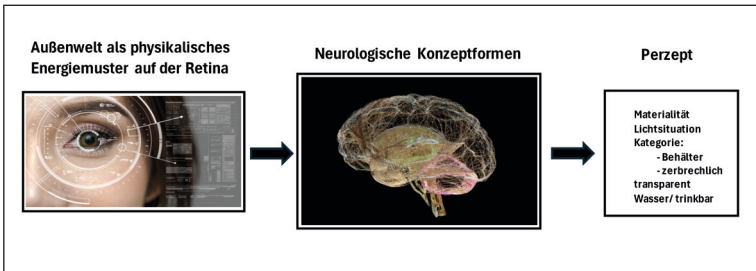 Außenwelt als physikalisches
Energiemuster auf der Retina
Neurologische Konzeptformen
Perzept
Materialität
Lichtsituation
Kategorie:
- Behälter
- zerbrechlich
transparent
Wasser/ trinkbar